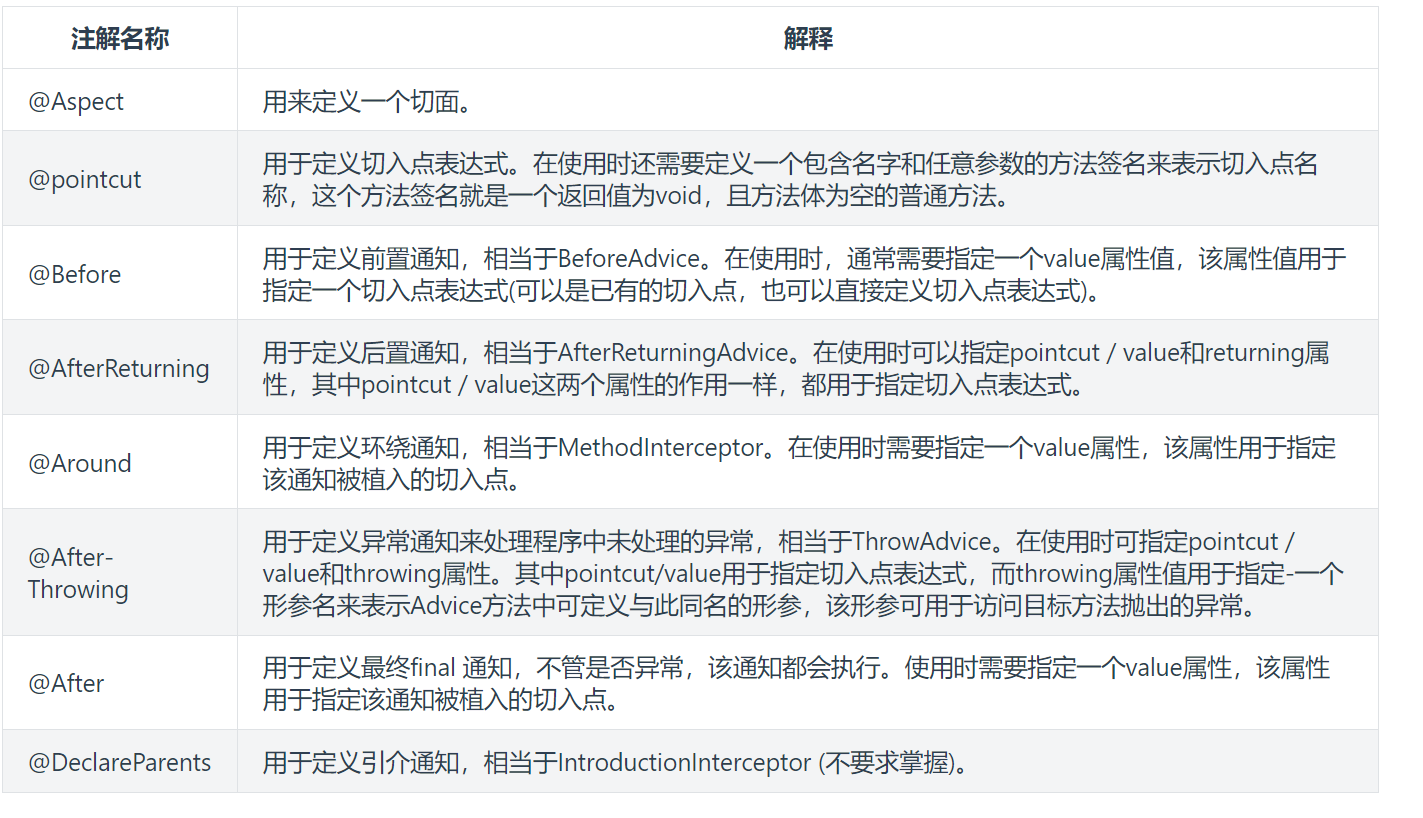 注解名称
解释
@Aspect
用来定义一个切面。
@pointcut
用于定义切入点表达式。在使用时还需要定义一个包含名字和任意参数的方法签名来表示切入点名
称，这个方法签名就是一个返回值为void，且方法体为空的普通方法。
@Before
用于定义前置通知，相当于BeforeAdvice。在使用时，通常需要指定一个value属性值，该属性值用于
指定一个切入点表达式(可以是已有的切入点，也可以直接定义切入点表达式)。
@AfterReturning
用于定义后置通知，相当于AfterReturningAdvice。在使用时可以指定pointcut / value和returning属
性，其中pointcut / value这两个属性的作用一样，都用于指定切入点表达式。
@Around
用于定义环绕通知，相当于MethodInterceptor。在使用时需要指定一个value属性，该属性用于指定
该通知被植入的切入点。
@After-
Throwing
用于定义异常通知来处理程序中未处理的异常，相当于ThrowAdvice。在使用时可指定pointcut /
value和throwing属性。其中pointcut/value用于指定切入点表达式，而throwing属性值用于指定-一个
形参名来表示Advice方法中可定义与此同名的形参，该形参可用于访问目标方法抛出的异常。
@After
用于定义最终final 通知，不管是否异常，该通知都会执行。使用时需要指定一个value属性，该属性
用于指定该通知被植入的切入点。
@DeclareParents
用于定义引介通知，相当于IntroductionInterceptor (不要求掌握)。